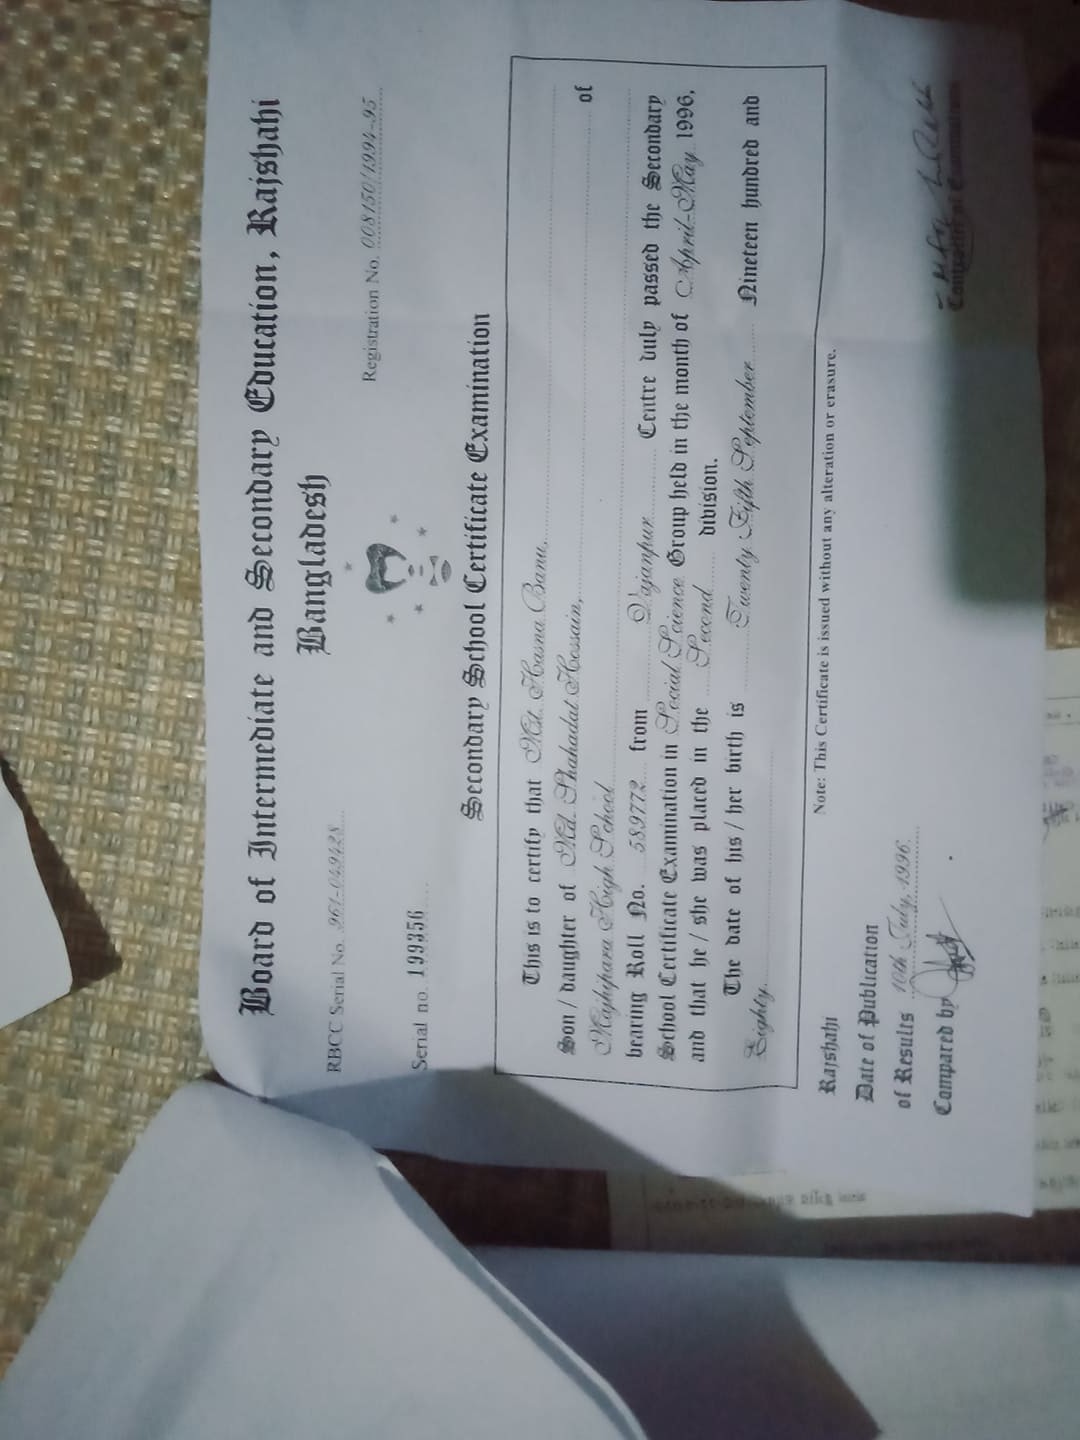 Board of Intermediate and Secondary Education, Rajshahi
Bangladesh
RBCC Serial No. 961-049428
Registration No. 008150/1994-95
Serial no. 199356
Secondary School Certificate Examination
This is to certify that Md. Hasna Banu,
Son / daughter of Md. Shahadat Hossain, of
High School
bearing Roll No. 589772 from Centre duly passed the Secondary
School Certificate Examination in Social Science Group held in the month of April-May 1996,
and that he / she was placed in the Second division.
The date of his / her birth is Twenty Fifth September Nineteen hundred and
Eighty
Note: This Certificate is issued without any alteration or erasure.
Rajshahi
Date of Publication
of Results 10th July, 1996
Compared by
Controller of Examinations